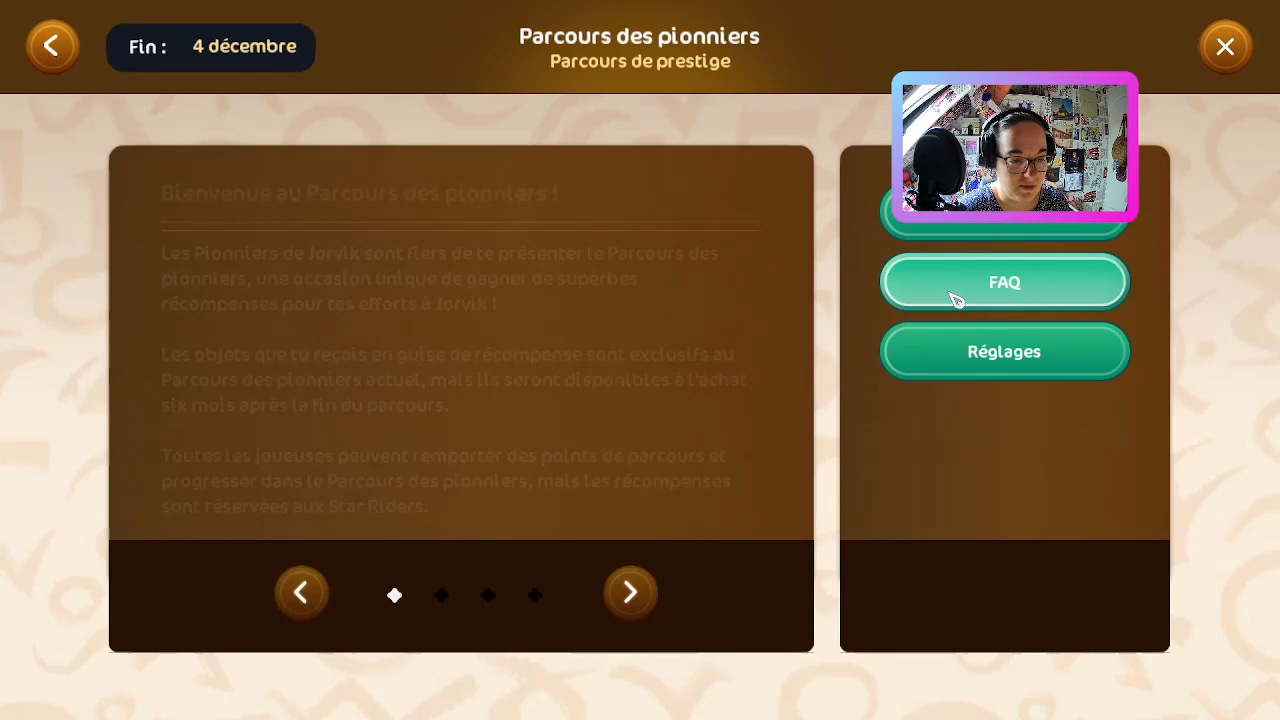 Fin : 4 décembre
Parcours des pionniers
Parcours de prestige
Bienvenue au Parcours des pionniers !
Les Pionniers de Jorvik sont fiers de te présenter le Parcours des
pionniers, une occasion unique de gagner de superbes
récompenses pour tes efforts à Jorvik !
Les objets que tu reçois en guise de récompense sont exclusifs au
Parcours des pionniers actuel, mais ils seront disponibles à l'achat
six mois après la fin du parcours.
Toutes les joueuses peuvent remporter des points de parcours et
progresser dans le Parcours des pionniers, mais les récompenses
sont réservées aux Star Riders.
FAQ
Réglages